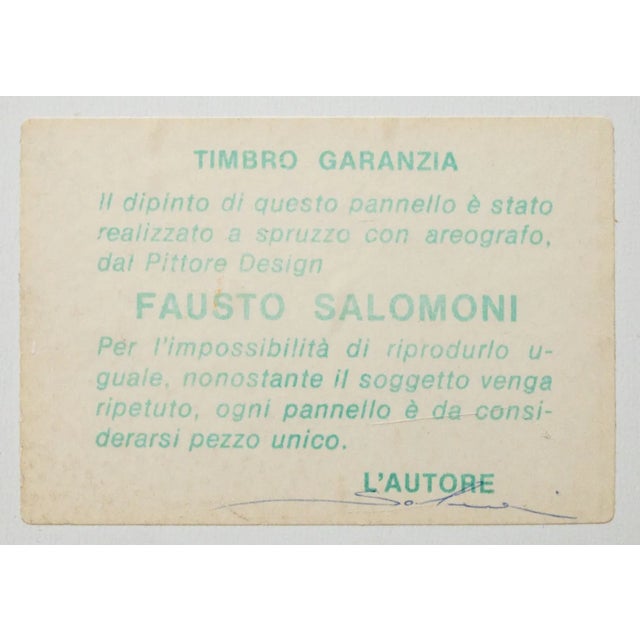 TIMBRO GARANZIA
Il dipinto di questo pannello è stato
realizzato a spruzzo con areografo,
dal Pittore Design
FAUSTO SALOMONI
Per l'impossibilità di riprodurlo u-
guale, nonostante il soggetto venga
ripetuto, ogni pannello è da consi-
derarsi pezzo unico.
L'AUTORE